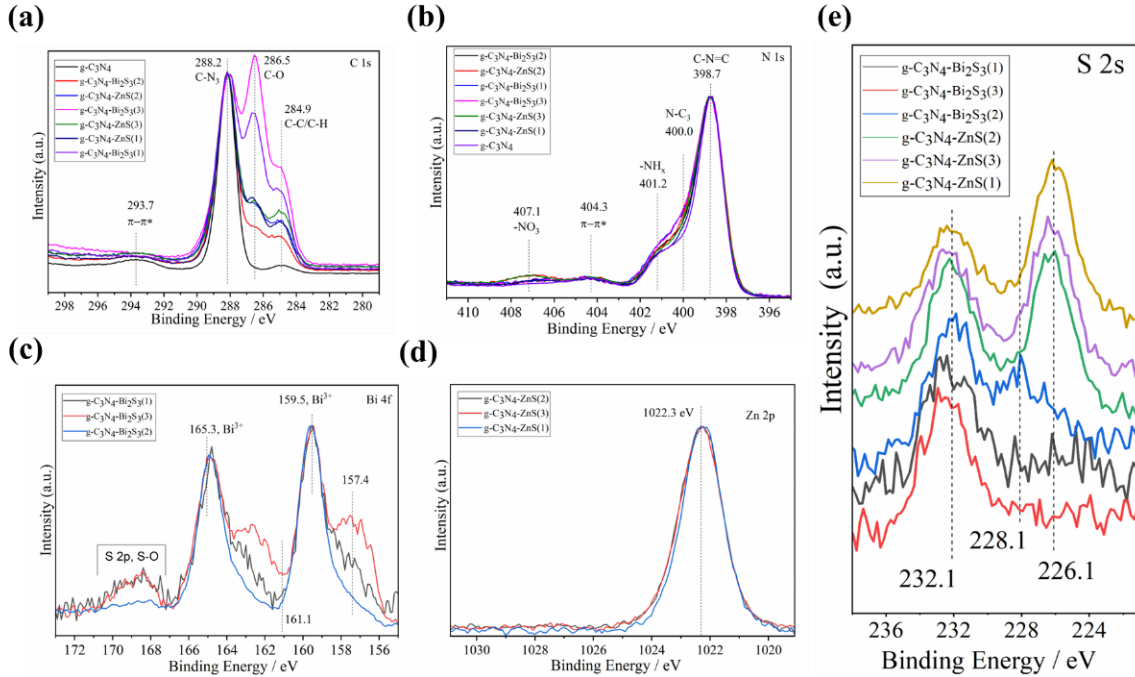 (a)
C 1s
g-C₃N4
g-C₃N4-Bi₂S₃(2)
g-C₃N4-ZnS(2)
g-C₃N4-Bi₂S₃(3)
g-C₃N4-ZnS(3)
g-C₃N4-ZnS(1)
g-C₃N4-Bi₂S₃(1)
288.2
C-N₃
286.5
C-O
284.9
C-C/C-H
293.7
π−π*
Intensity (a.u.)
298 296 294 292 290 288 286 284 282 280
Binding Energy / eV
(b)
N 1s
g-C₃N4-Bi₂S₃(2)
g-C₃N4-ZnS(2)
g-C₃N4-Bi₂S₃(1)
g-C₃N4-Bi₂S₃(3)
g-C₃N4-ZnS(3)
g-C₃N4-ZnS(1)
g-C₃N4
C-N=C
398.7
N-C₃
400.0
-NHₓ
401.2
407.1
-NO₃
404.3
π−π*
Intensity (a.u.)
410 408 406 404 402 400 398 396
Binding Energy / eV
(c)
Bi 4f
g-C₃N4-Bi₂S₃(1)
g-C₃N4-Bi₂S₃(3)
g-C₃N4-Bi₂S₃(2)
159.5, Bi³⁺
165.3, Bi³⁺
157.4
S 2p, S-O
161.1
Intensity (a.u.)
172 170 168 166 164 162 160 158 156
Binding Energy / eV
(d)
Zn 2p
g-C₃N4-ZnS(2)
g-C₃N4-ZnS(3)
g-C₃N4-ZnS(1)
1022.3 eV
Intensity (a.u.)
1030 1028 1026 1024 1022 1020
Binding Energy / eV
(e)
S 2s
g-C₃N4-Bi₂S₃(1)
g-C₃N4-Bi₂S₃(3)
g-C₃N4-Bi₂S₃(2)
g-C₃N4-ZnS(2)
g-C₃N4-ZnS(3)
g-C₃N4-ZnS(1)
228.1
232.1
226.1
Intensity (a.u.)
236 232 228 224
Binding Energy / eV